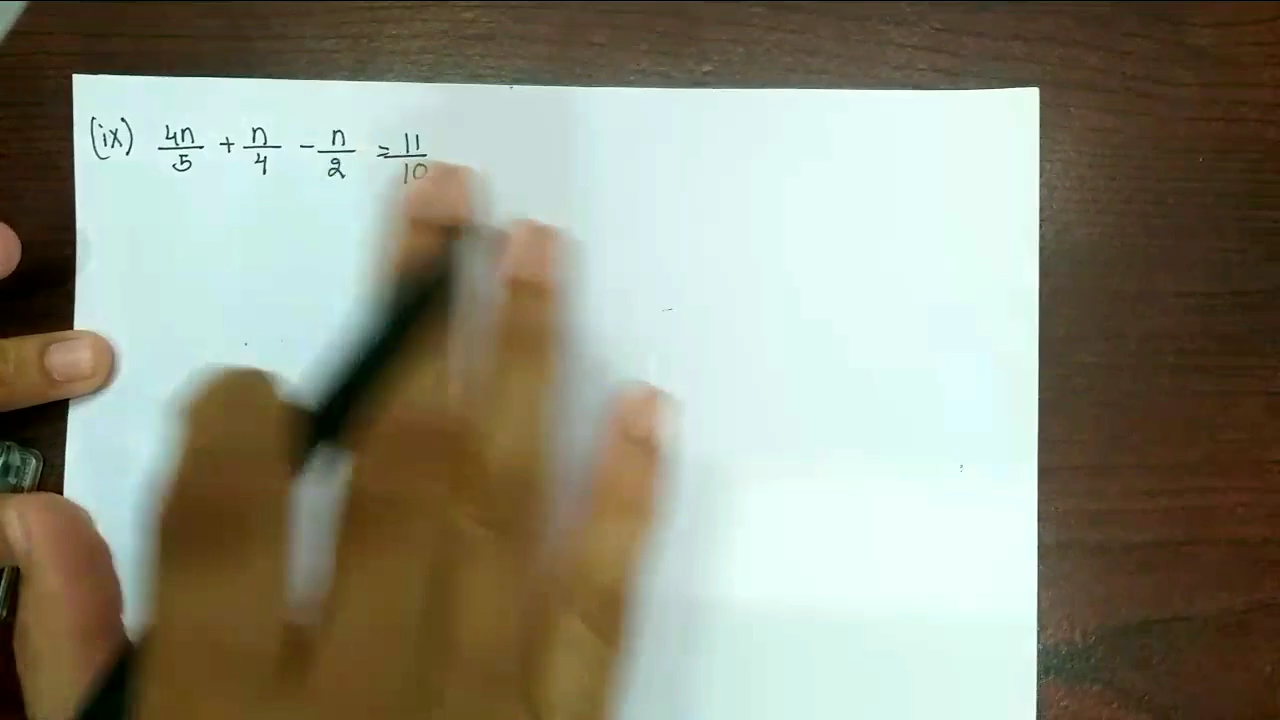 (ix) 4n/5 + n/4 - n/2 = 11/10